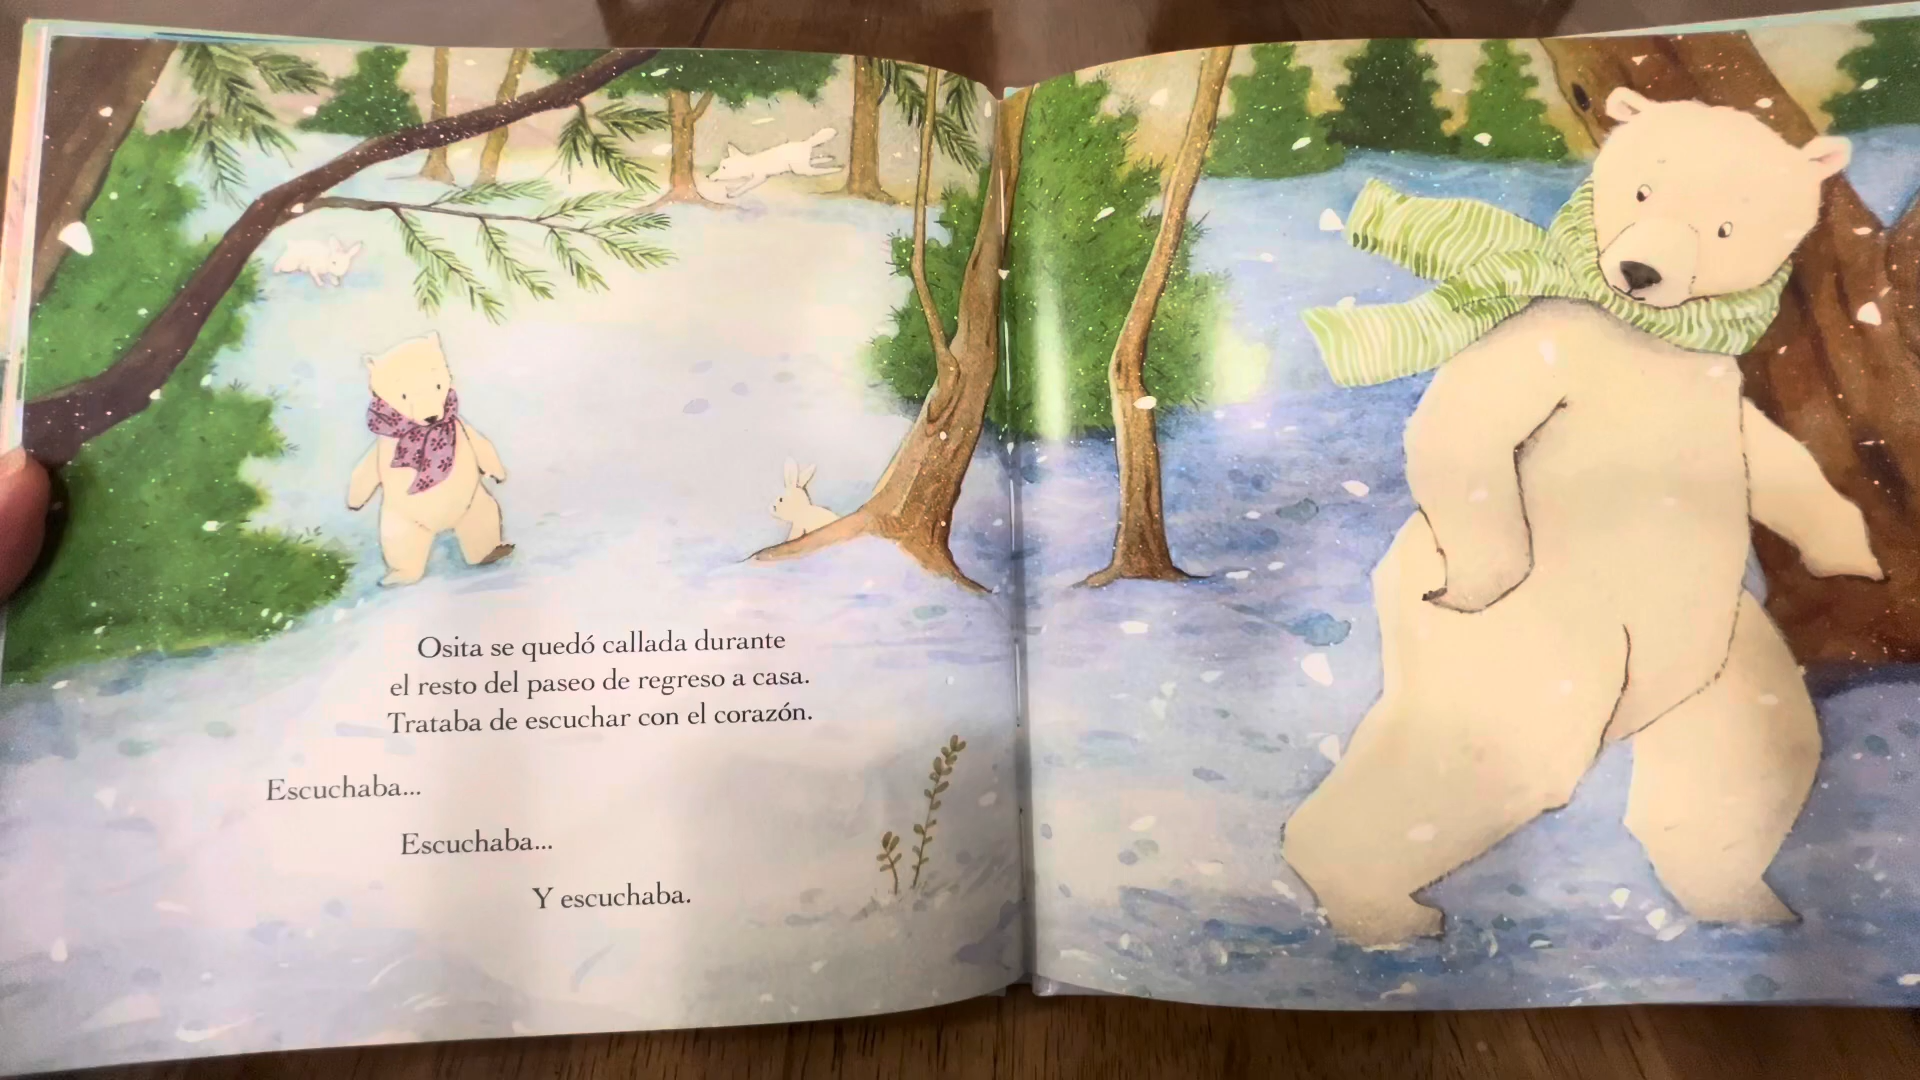 Osita se quedó callada durante
el resto del paseo de regreso a casa.
Trataba de escuchar con el corazón.
Escuchaba...
Escuchaba...
Y escuchaba.